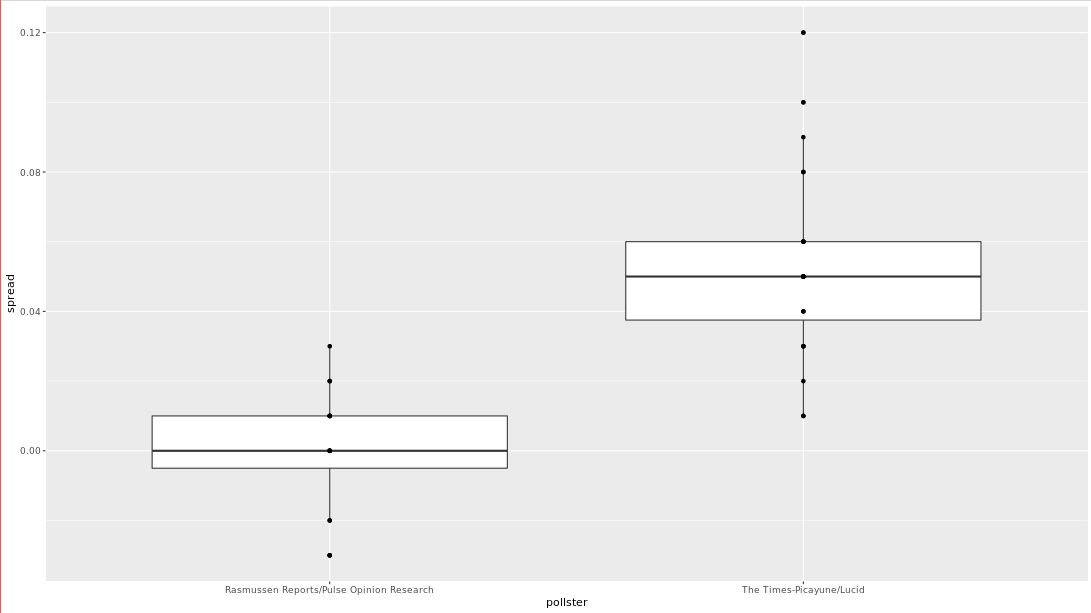 0.12
0.08
0.04
0.00
spread
Rasmussen Reports/Pulse Opinion Research
The Times-Picayune/Lucid
pollster